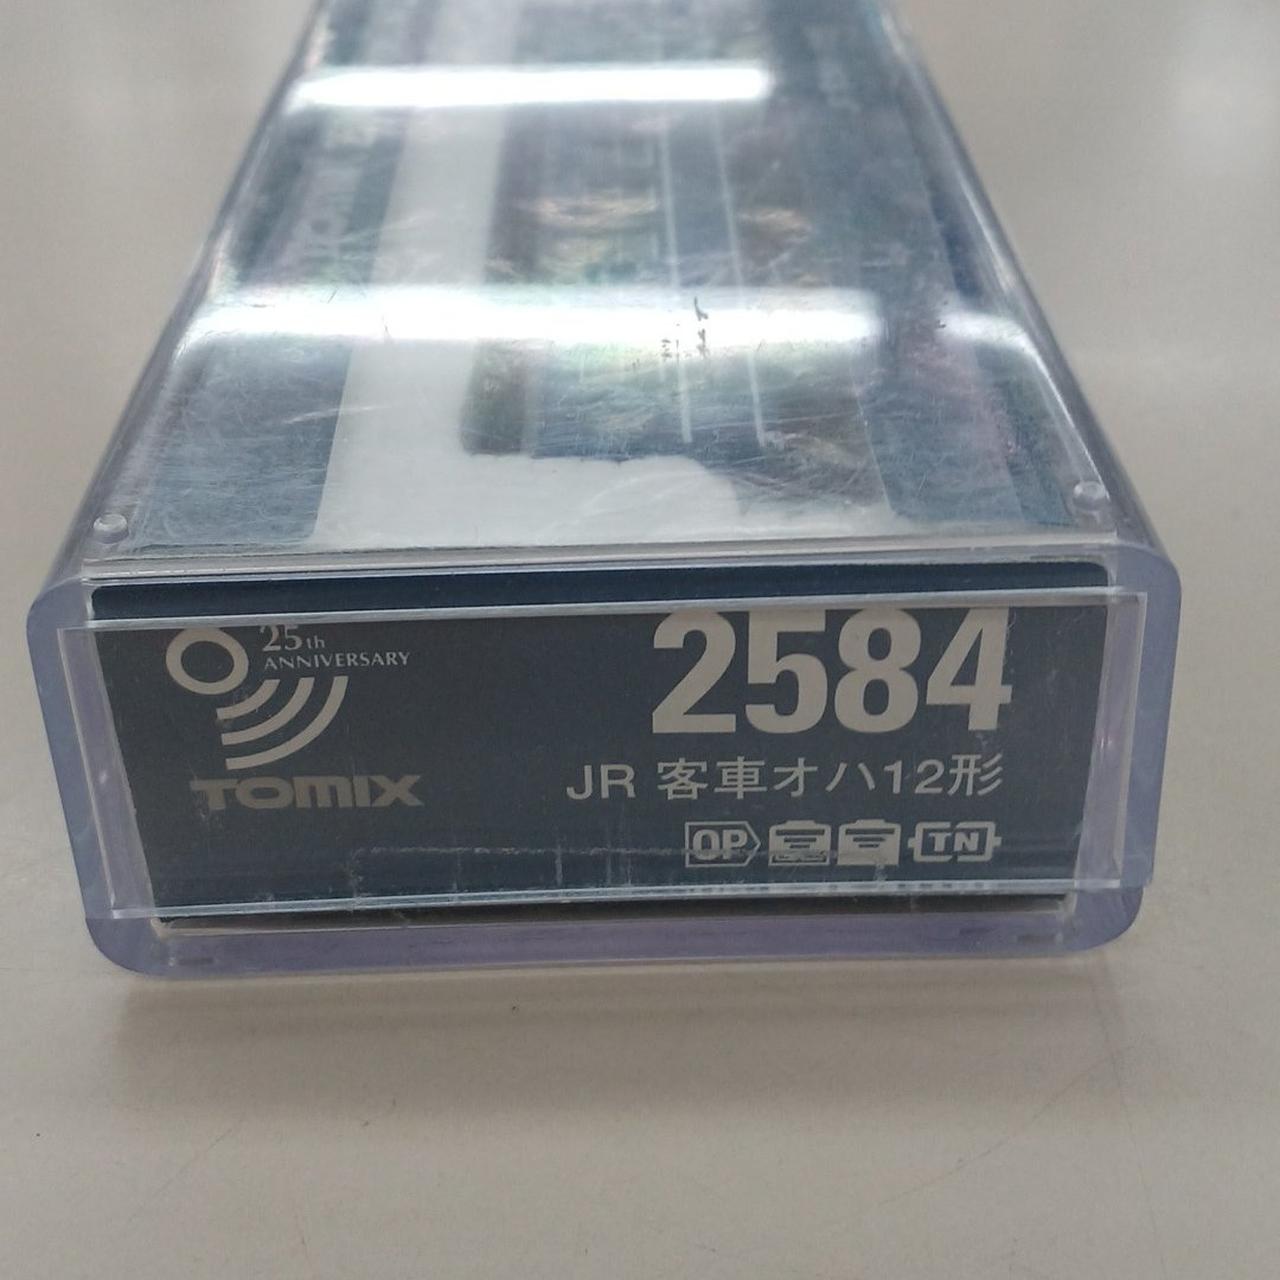 25th
ANNIVERSARY
TOMIX
2584
JR 客車オハ12形
OP TN